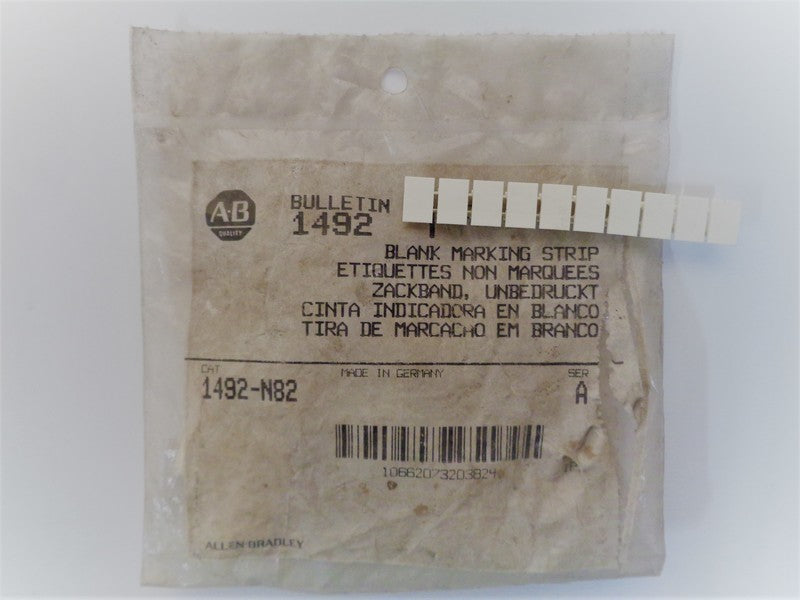 A-B
QUALITY
BULLETIN
1492
BLANK MARKING STRIP
ETIQUETTES NON MARQUEES
ZACKBAND, UNBEDRUCKT
CINTA INDICADORA EN BLANCO
TIRA DE MARCACHO EM BRANCO
CAT
MADE IN GERMANY
SER
1492-N82
A
10662073203824
ALLEN-BRADLEY